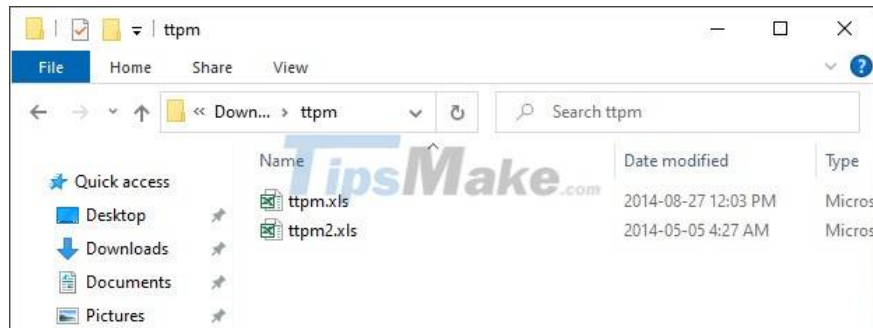 ttpm
File Home Share View
« Down... › ttpm Search ttpm
Name Date modified Type
Quick access
ttpm.xls 2014-08-27 12:03 PM Micros
Desktop
ttpm2.xls 2014-05-05 4:27 AM Micros
Downloads
Documents
Pictures
TipsMake.com